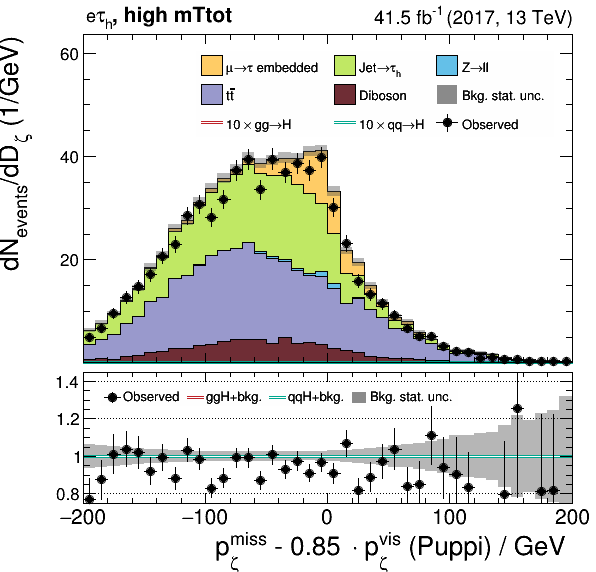 eτh, high mTtot 41.5 fb⁻¹ (2017, 13 TeV)
μ→τ embedded Jet→τh Z→ll
tt̄ Diboson Bkg. stat. unc.
10 × gg→H 10 × qq→H Observed
dNevents/dDζ (1/GeV)
60
40
20
Observed ggH+bkg. qqH+bkg. Bkg. stat. unc.
1.4
1.2
1
0.8
−200 −100 0 100 200
pζmiss - 0.85 · pζvis (Puppi) / GeV